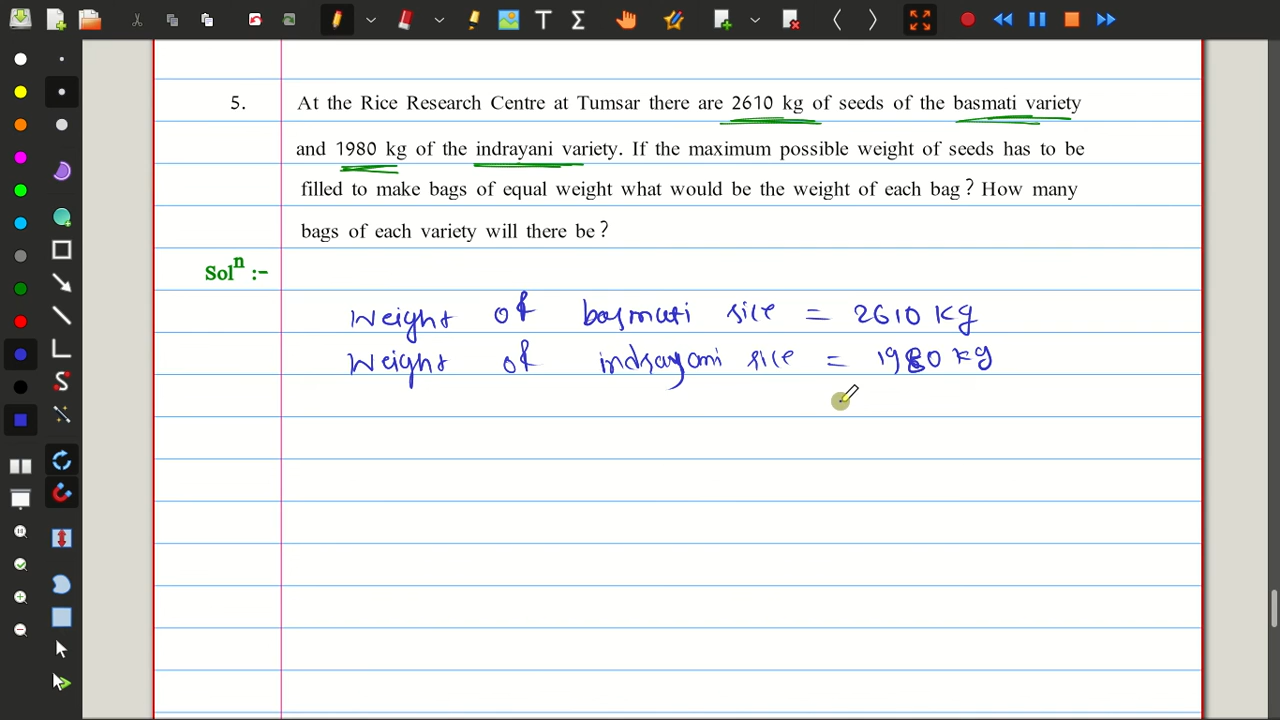 5. At the Rice Research Centre at Tumsar there are 2610 kg of seeds of the basmati variety
and 1980 kg of the indrayani variety. If the maximum possible weight of seeds has to be
filled to make bags of equal weight what would be the weight of each bag? How many
bags of each variety will there be?
Solⁿ :-
Weight of basmati rice = 2610 kg
Weight of indrayani rice = 1980 kg